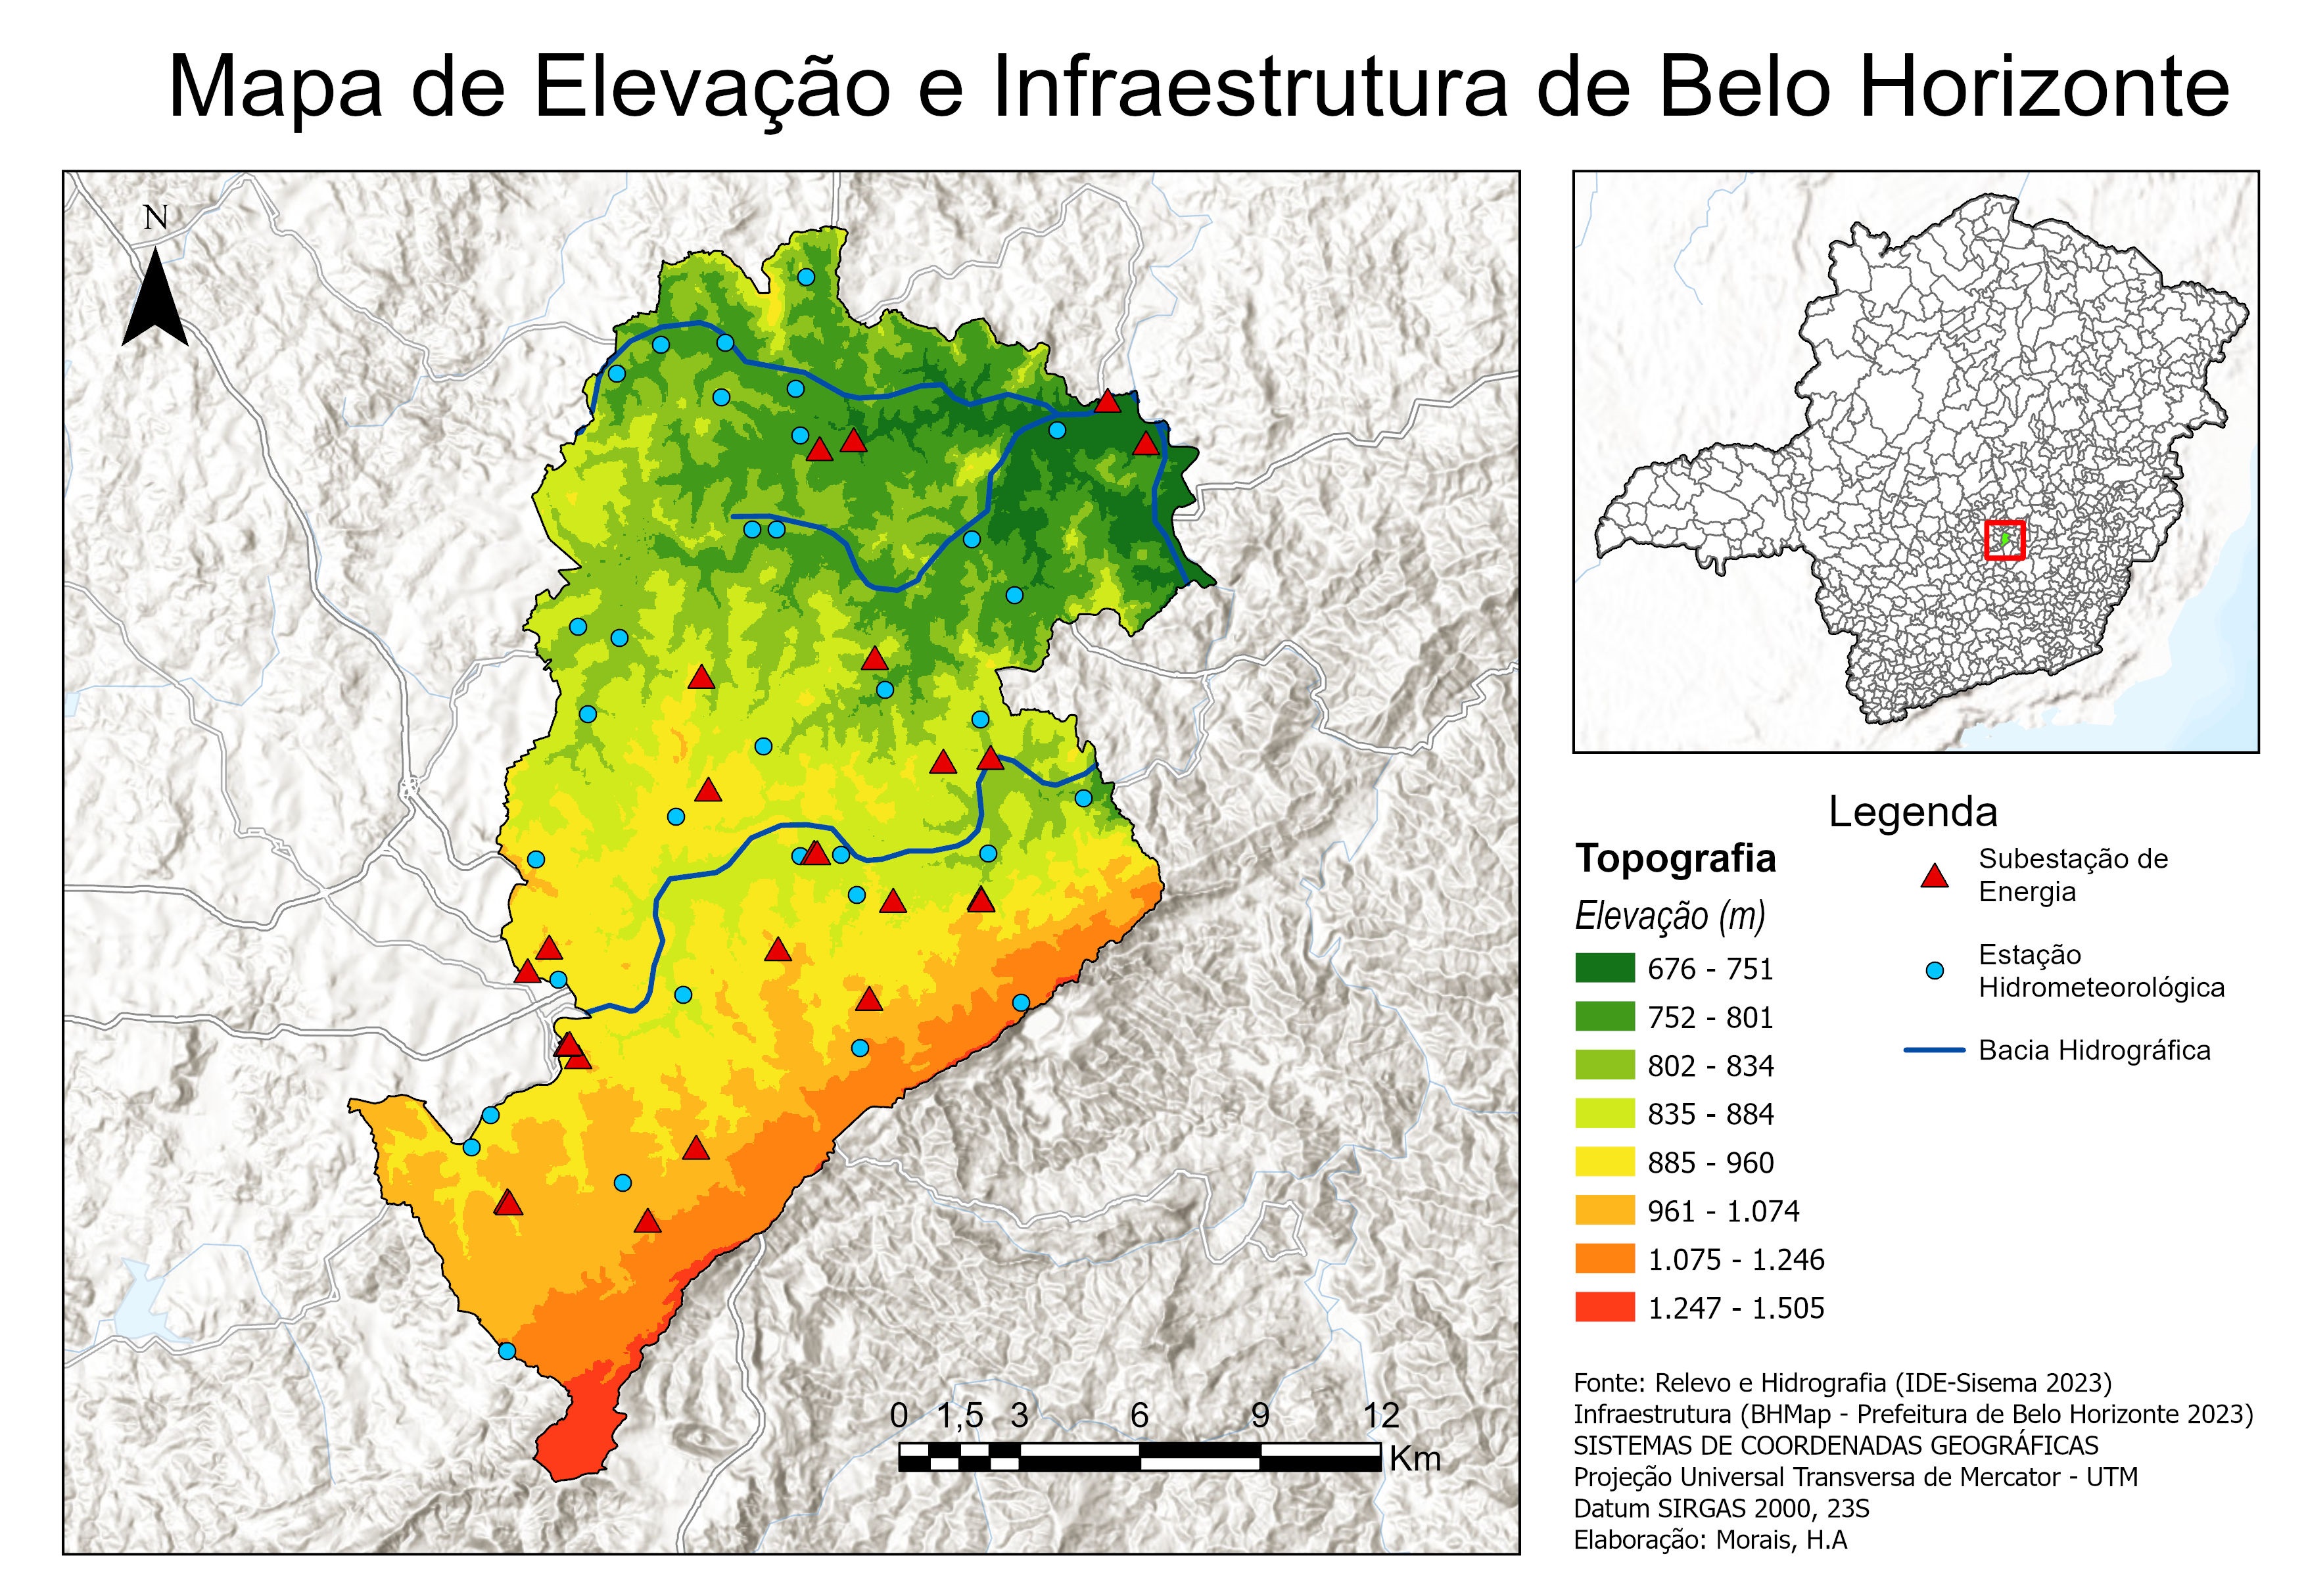 Mapa de Elevação e Infraestrutura de Belo Horizonte
N
0 1,5 3 6 9 12
Km
Legenda
Topografia
Elevação (m)
676 - 751
752 - 801
802 - 834
835 - 884
885 - 960
961 - 1.074
1.075 - 1.246
1.247 - 1.505
Subestação de
Energia
Estação
Hidrometeorológica
Bacia Hidrográfica
Fonte: Relevo e Hidrografia (IDE-Sisema 2023)
Infraestrutura (BHMap - Prefeitura de Belo Horizonte 2023)
SISTEMAS DE COORDENADAS GEOGRÁFICAS
Projeção Universal Transversa de Mercator - UTM
Datum SIRGAS 2000, 23S
Elaboração: Morais, H.A